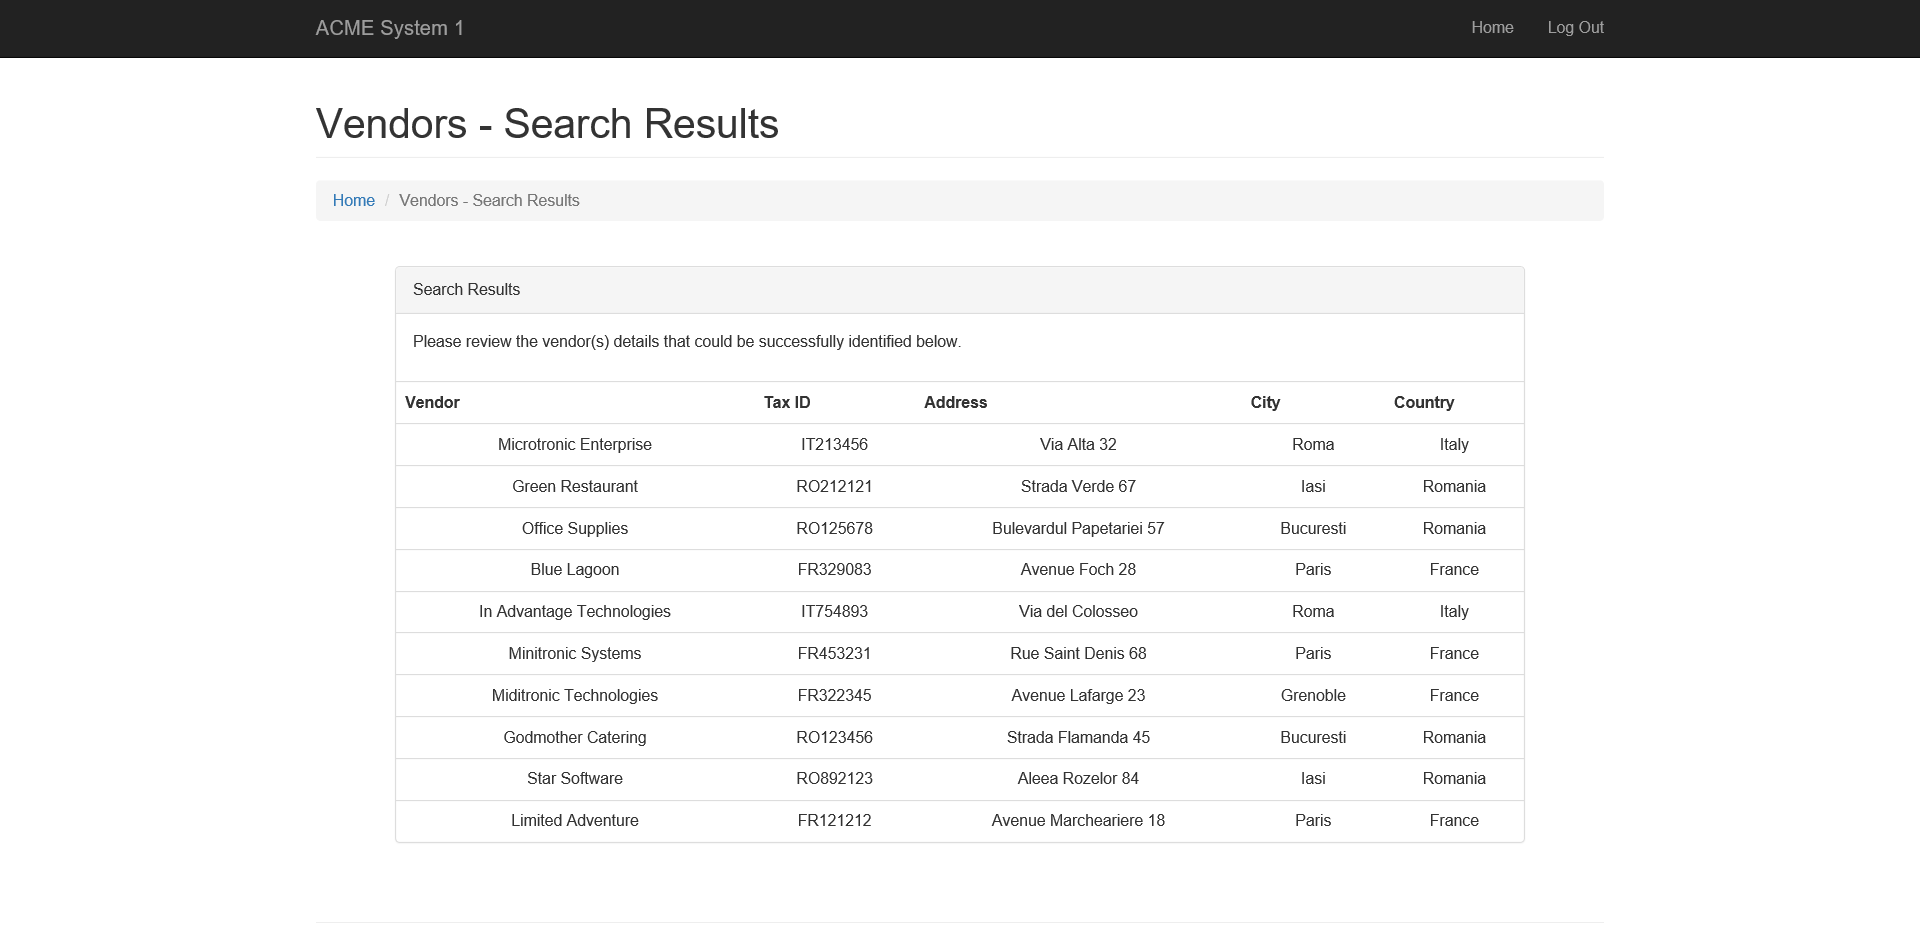 ACME System 1 Home Log Out
Vendors - Search Results
Home / Vendors - Search Results
Search Results
Please review the vendor(s) details that could be successfully identified below.
Vendor Tax ID Address City Country
Microtronic Enterprise IT213456 Via Alta 32 Roma Italy
Green Restaurant RO212121 Strada Verde 67 Iasi Romania
Office Supplies RO125678 Bulevardul Papetariei 57 Bucuresti Romania
Blue Lagoon FR329083 Avenue Foch 28 Paris France
In Advantage Technologies IT754893 Via del Colosseo Roma Italy
Minitronic Systems FR453231 Rue Saint Denis 68 Paris France
Miditronic Technologies FR322345 Avenue Lafarge 23 Grenoble France
Godmother Catering RO123456 Strada Flamanda 45 Bucuresti Romania
Star Software RO892123 Aleea Rozelor 84 Iasi Romania
Limited Adventure FR121212 Avenue Marcheariere 18 Paris France